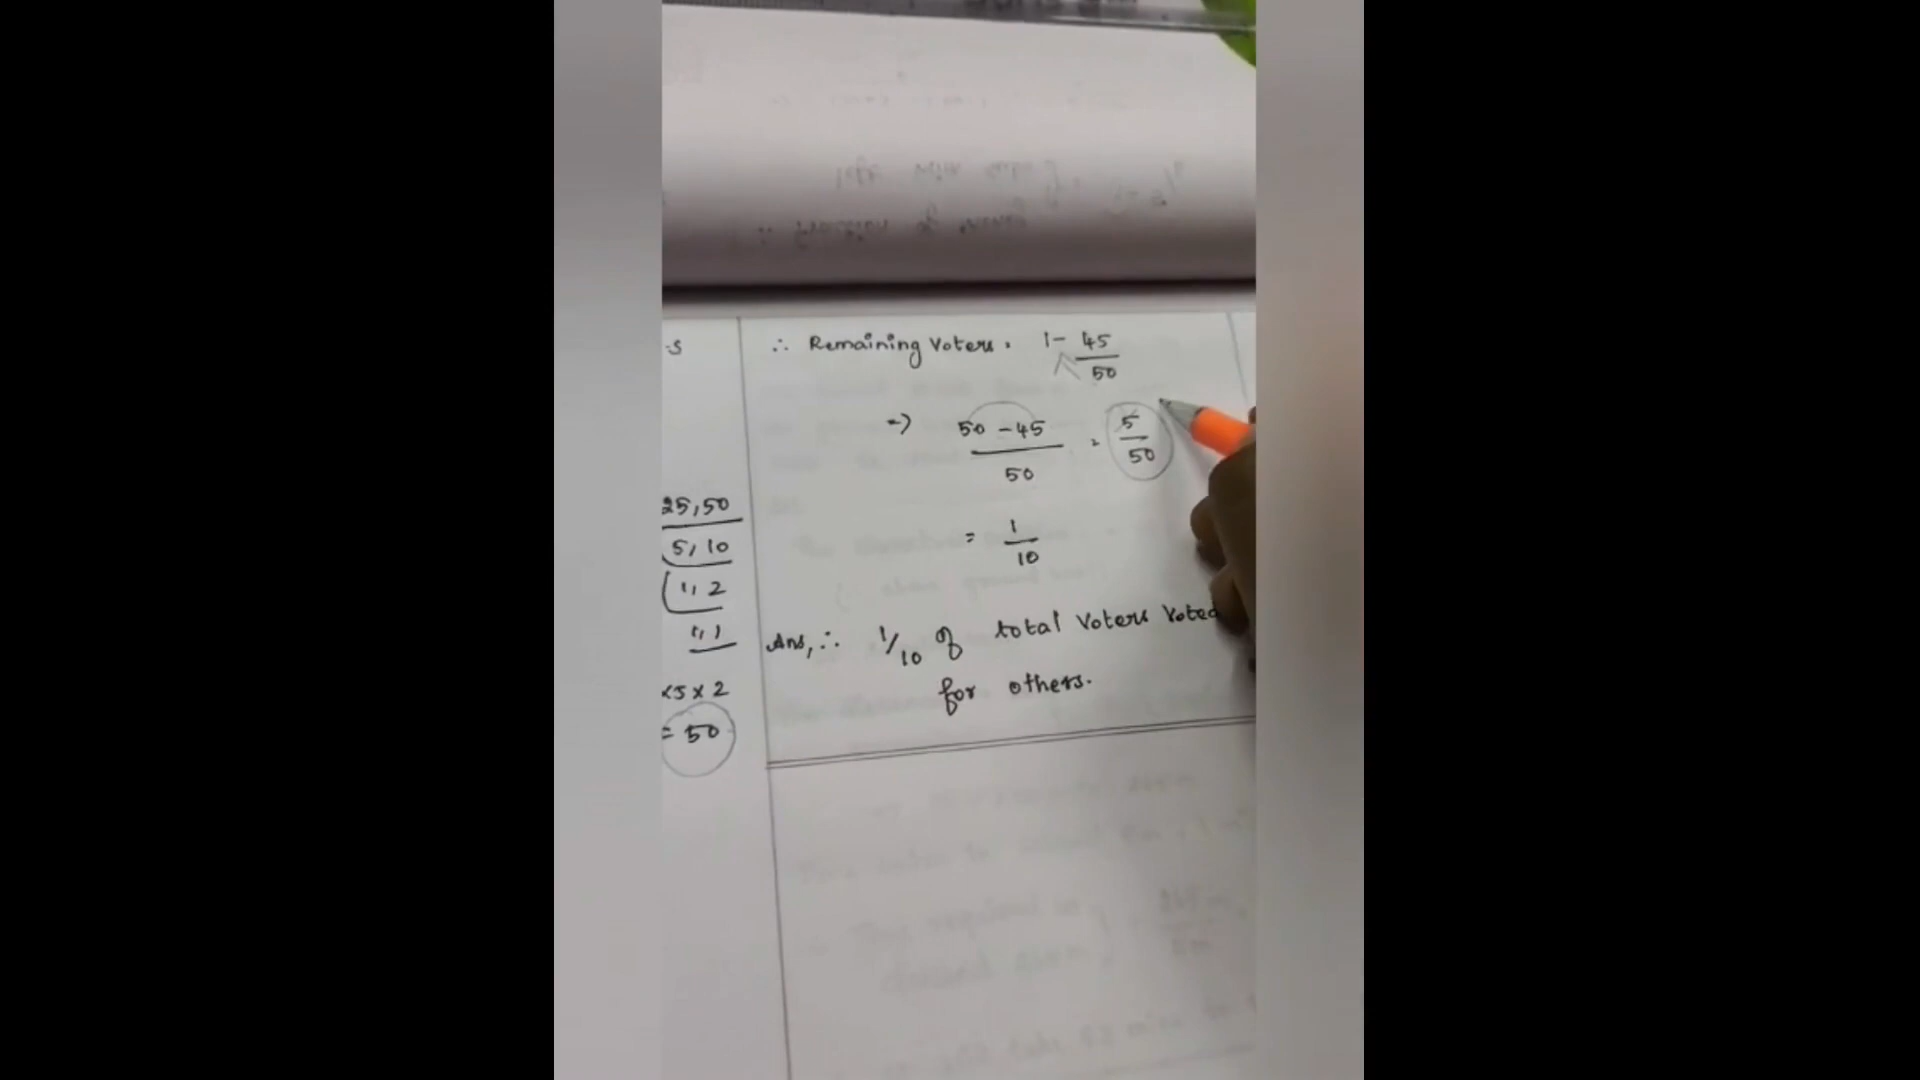 ∴ Remaining Voters = 1 - 45/50
=> 50 - 45/50 = 5/50
= 1/10
Ans, ∴ 1/10 of total Voters Voted
for others.
25, 50
5, 10
1, 2
1, 1
x 5 x 2
= 50